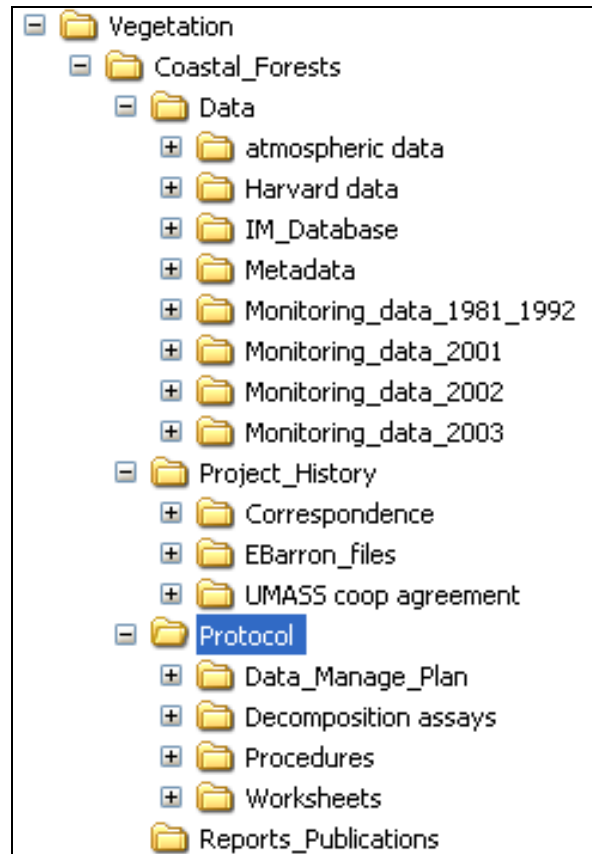 Vegetation
Coastal_Forests
Data
atmospheric data
Harvard data
IM_Database
Metadata
Monitoring_data_1981_1992
Monitoring_data_2001
Monitoring_data_2002
Monitoring_data_2003
Project_History
Correspondence
EBarron_files
UMASS coop agreement
Protocol
Data_Manage_Plan
Decomposition assays
Procedures
Worksheets
Reports_Publications